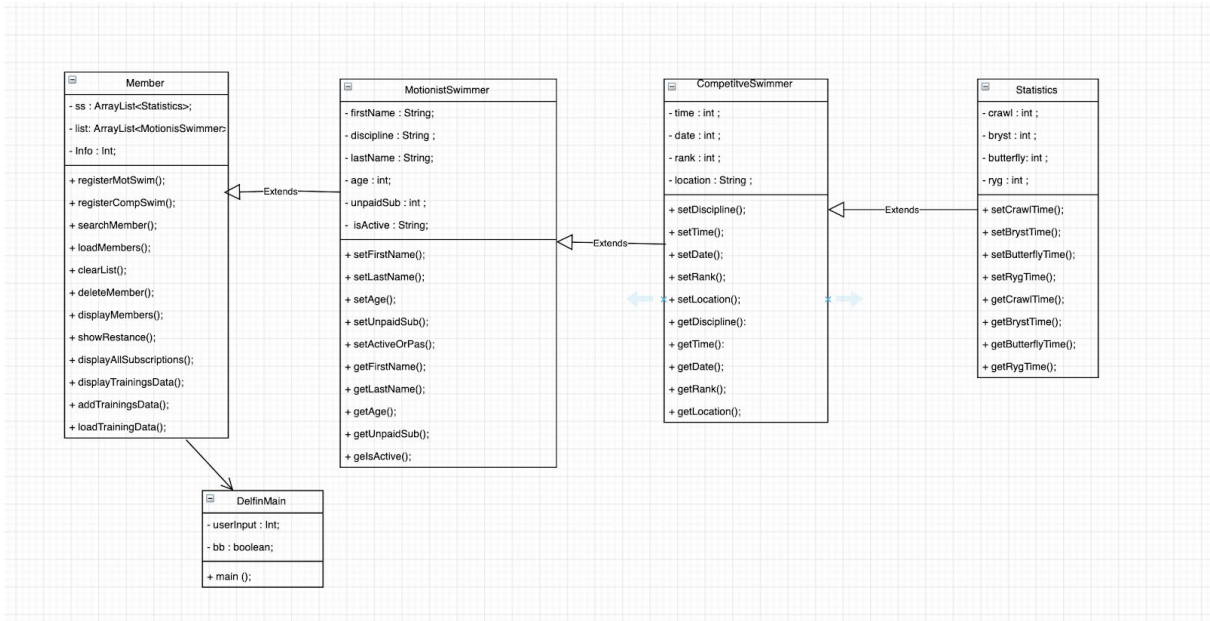 Member
- ss : ArrayList<Statistics>;
- list: ArrayList<MotionisSwimmer>
- Info : Int;
+ registerMotSwim();
+ registerCompSwim();
+ searchMember();
+ loadMembers();
+ clearList();
+ deleteMember();
+ displayMembers();
+ showRestance();
+ displayAllSubscriptions();
+ displayTrainingsData();
+ addTrainingsData();
+ loadTrainingData();
Extends
MotionistSwimmer
- firstName : String;
- discipline : String ;
- lastName : String;
- age : int;
- unpaidSub : int ;
- isActive : String;
+ setFirstName();
+ setLastName();
+ setAge();
+ setUnpaidSub();
+ setActiveOrPas();
+ getFirstName();
+ getLastName();
+ getAge();
+ getUnpaidSub();
+ gelsActive();
Extends
CompetitveSwimmer
- time : int ;
- date : int ;
- rank : int ;
- location : String ;
+ setDiscipline();
+ setTime();
+ setDate();
+ setRank();
+ setLocation();
+ getDiscipline():
+ getTime():
+ getDate();
+ getRank();
+ getLocation();
Extends
Statistics
- crawl : int ;
- bryst : int ;
- butterfly: int ;
- ryg : int ;
+ setCrawlTime();
+ setBrystTime();
+ setButterflyTime();
+ setRygTime();
+ getCrawlTime();
+ getBrystTime();
+ getButterflyTime();
+ getRygTime();
DelfinMain
- userInput : Int;
- bb : boolean;
+ main ();